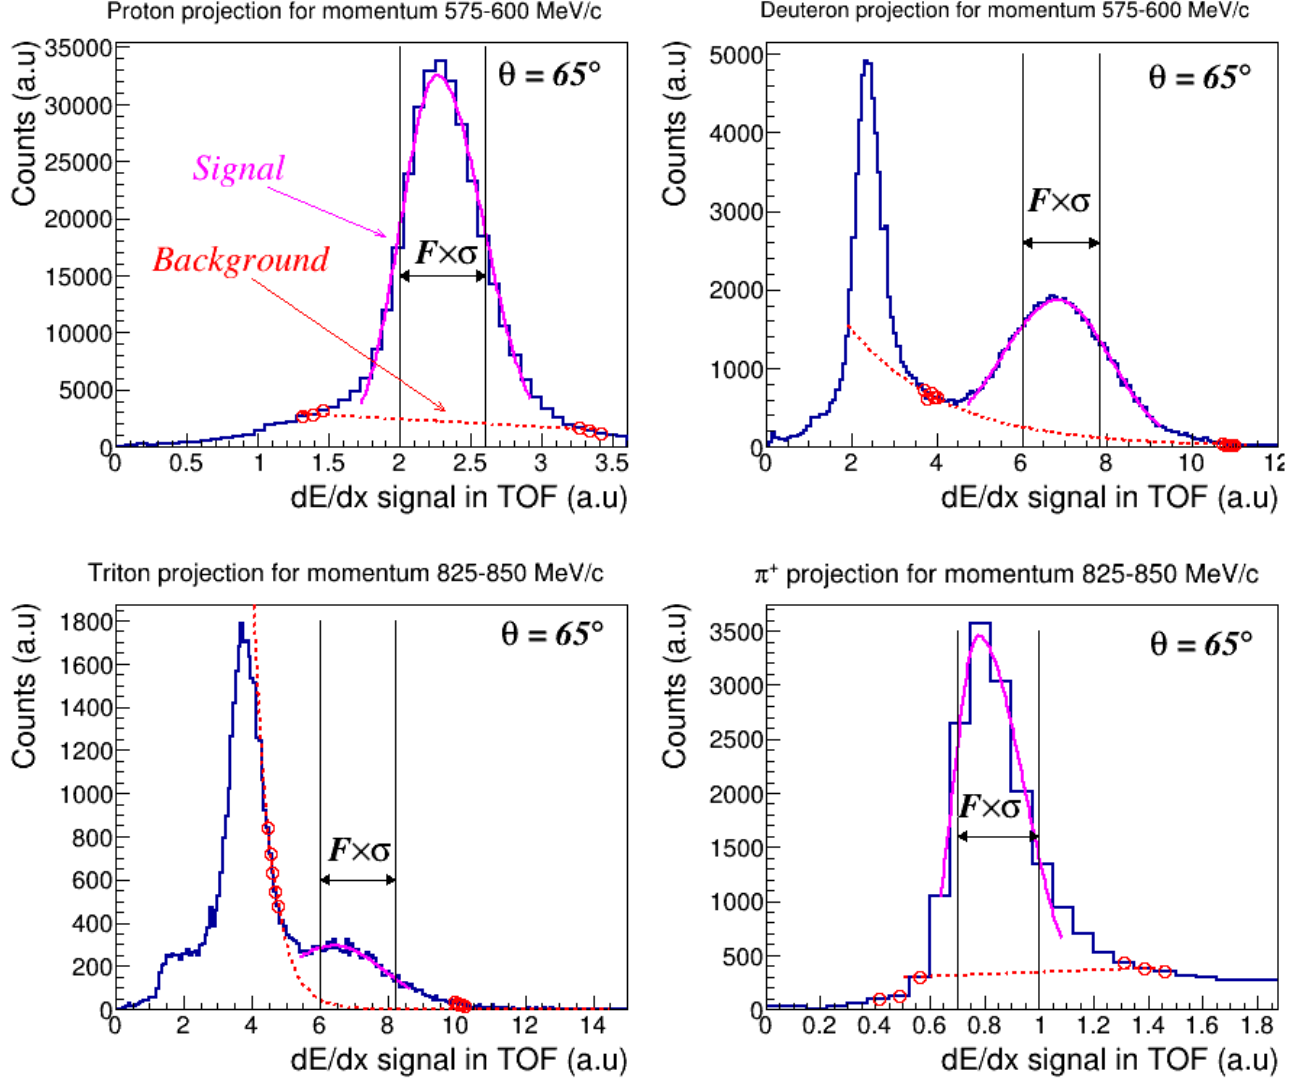 Proton projection for momentum 575-600 MeV/c
Counts (a.u)
35000
30000
25000
20000
15000
10000
5000
0
θ = 65°
Signal
Background
F×σ
0 0.5 1 1.5 2 2.5 3 3.5
dE/dx signal in TOF (a.u)
Deuteron projection for momentum 575-600 MeV/c
Counts (a.u)
5000
4000
3000
2000
1000
0
θ = 65°
F×σ
0 2 4 6 8 10 12
dE/dx signal in TOF (a.u)
Triton projection for momentum 825-850 MeV/c
Counts (a.u)
1800
1600
1400
1200
1000
800
600
400
200
0
θ = 65°
F×σ
0 2 4 6 8 10 12 14
dE/dx signal in TOF (a.u)
π⁺ projection for momentum 825-850 MeV/c
Counts (a.u)
3500
3000
2500
2000
1500
1000
500
0
θ = 65°
F×σ
0 0.2 0.4 0.6 0.8 1 1.2 1.4 1.6 1.8
dE/dx signal in TOF (a.u)